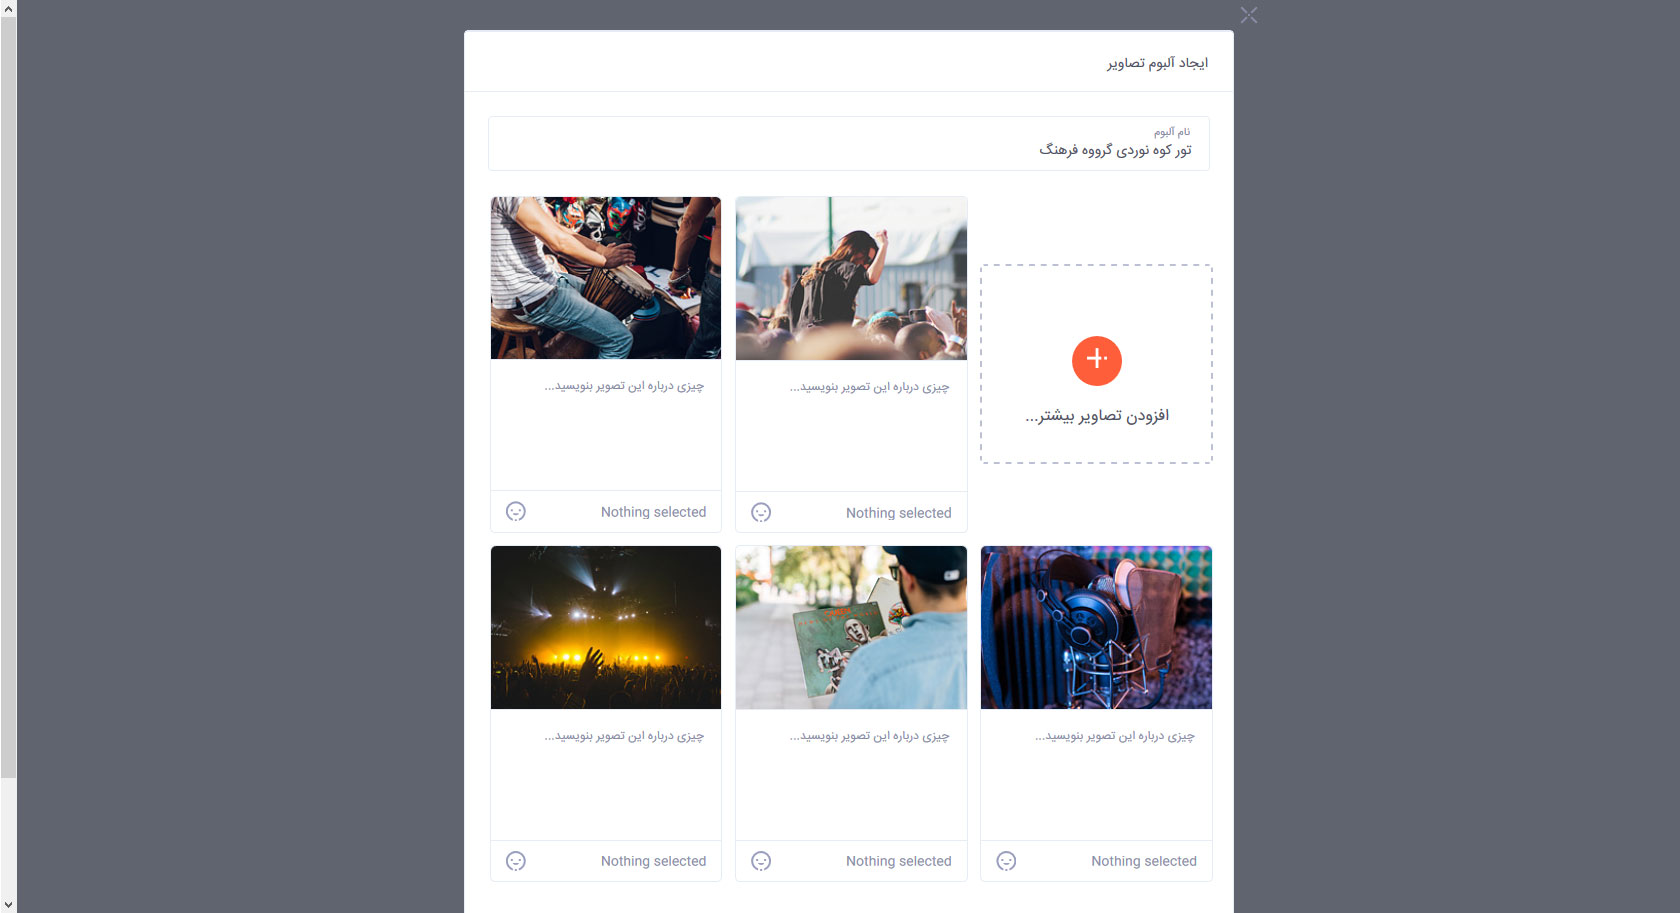 ایجاد آلبوم تصاویر
نام آلبوم
تور کوه نوردی گرووه فرهنگ
افزودن تصاویر بیشتر...
چیزی درباره این تصویر بنویسید...
Nothing selected
چیزی درباره این تصویر بنویسید...
Nothing selected
چیزی درباره این تصویر بنویسید...
Nothing selected
چیزی درباره این تصویر بنویسید...
Nothing selected
چیزی درباره این تصویر بنویسید...
Nothing selected